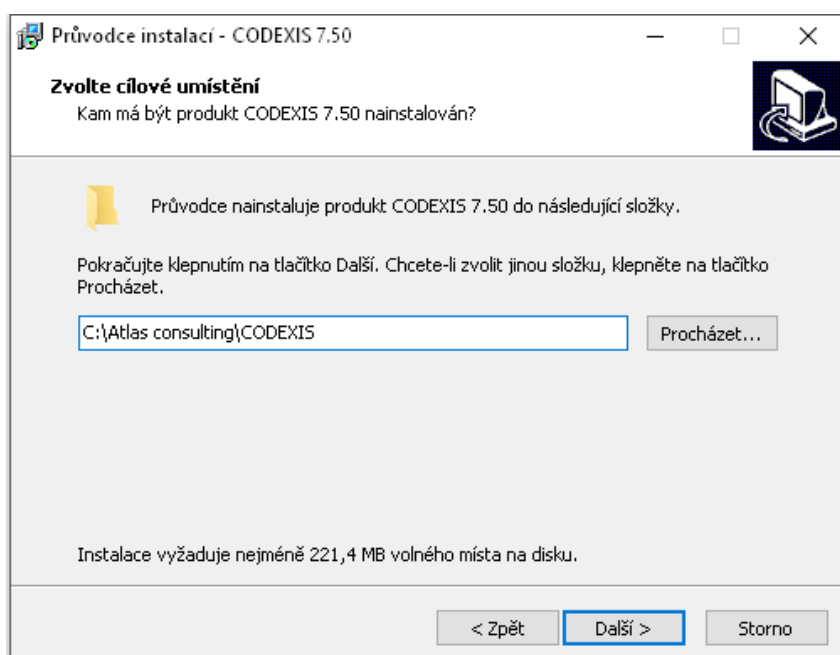 Průvodce instalací - CODEXIS 7.50
Zvolte cílové umístění
Kam má být produkt CODEXIS 7.50 nainstalován?
Průvodce nainstaluje produkt CODEXIS 7.50 do následující složky.
Pokračujte klepnutím na tlačítko Další. Chcete-li zvolit jinou složku, klepněte na tlačítko
Procházet.
C:\Atlas consulting\CODEXIS
Procházet...
Instalace vyžaduje nejméně 221,4 MB volného místa na disku.
< Zpět
Další >
Storno